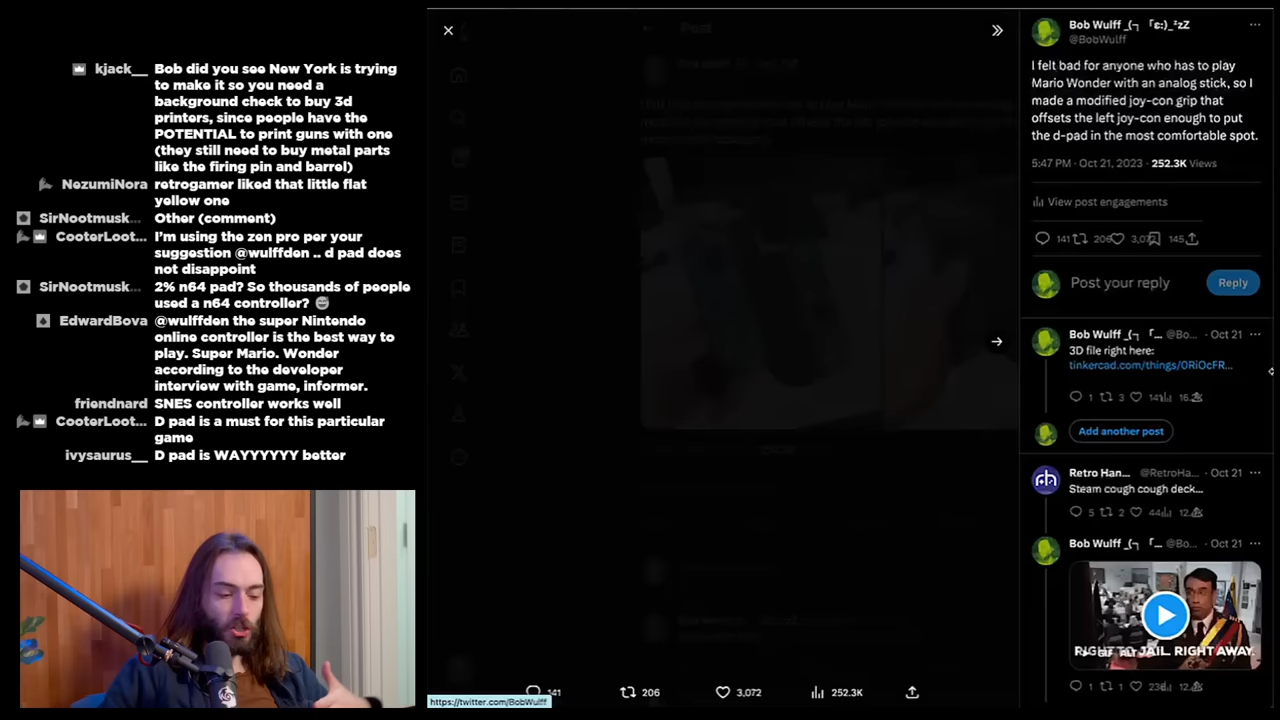 kjack__ Bob did you see New York is trying
to make it so you need a
background check to buy 3d
printers, since people have the
POTENTIAL to print guns with one
(they still need to buy metal parts
like the firing pin and barrel)
NezumiNora retrogamer liked that little flat
yellow one
SirNootmusk... Other (comment)
CooterLoot... I'm using the zen pro per your
suggestion @wulffden .. d pad does
not disappoint
SirNootmusk... 2% n64 pad? So thousands of people
used a n64 controller? 😅
EdwardBova @wulffden the super Nintendo
online controller is the best way to
play. Super Mario. Wonder
according to the developer
interview with game, informer.
friendnard SNES controller works well
CooterLoot... D pad is a must for this particular
game
ivysaurus__ D pad is WAYYYYYY better
Post
Bob Wulff _(┐「ε:)_ᶻzZ
@BobWulff
I felt bad for anyone who has to play
Mario Wonder with an analog stick, so I
made a modified joy-con grip that
offsets the left joy-con enough to put
the d-pad in the most comfortable spot.
5:47 PM · Oct 21, 2023 · 252.3K Views
View post engagements
141 206 3,07 145
Post your reply
Reply
Bob Wulff _(┐「... @Bo... · Oct 21
3D file right here:
tinkercad.com/things/0RiOcFR...
1 3 141 16.
Add another post
Retro Han... @RetroHa... · Oct 21
Steam cough cough deck...
5 2 44 12.
Bob Wulff _(┐「... @Bo... · Oct 21
RIGHT TO JAIL. RIGHT AWAY.
1 1 23 12.
141 206 3,072 252.3K
https://twitter.com/BobWulff